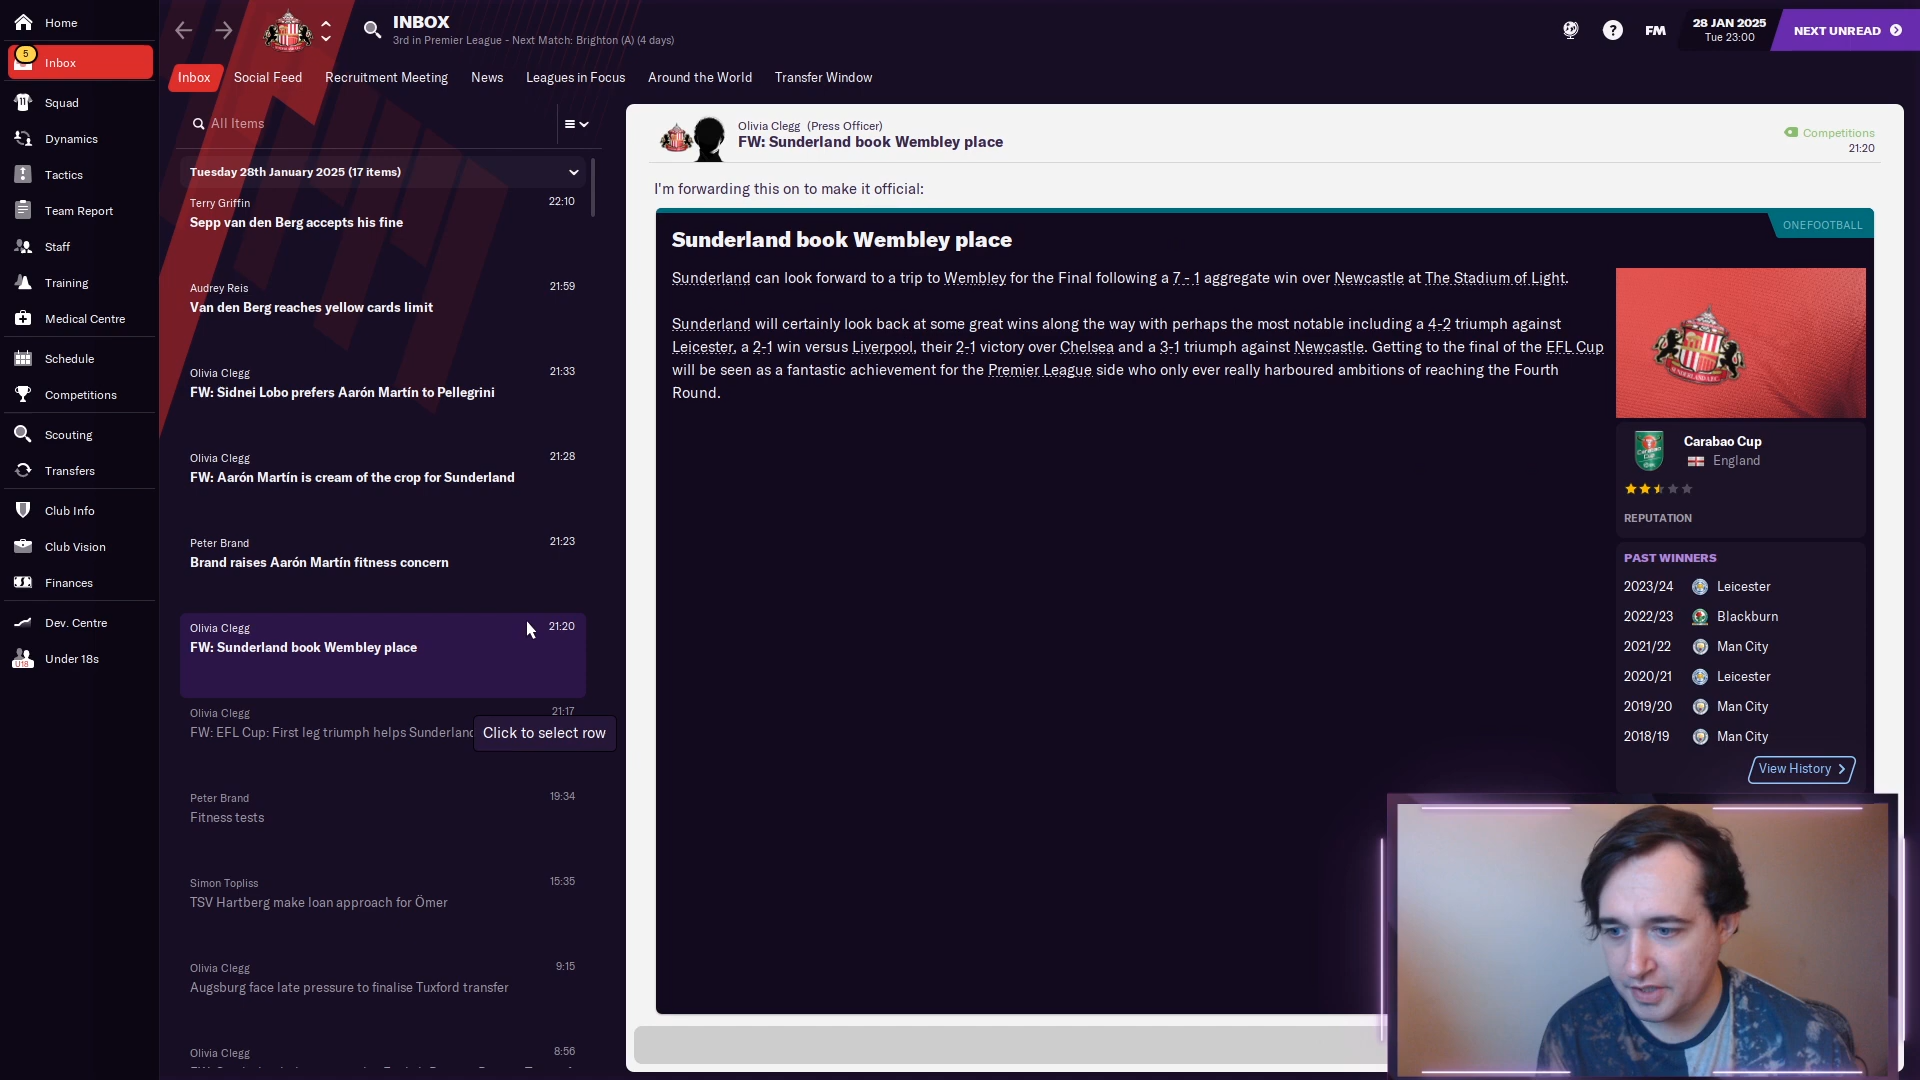 Home
5
Inbox
Squad
Dynamics
Tactics
Team Report
Staff
Training
Medical Centre
Schedule
Competitions
Scouting
Transfers
Club Info
Club Vision
Finances
Dev. Centre
U18
Under 18s
INBOX
3rd in Premier League - Next Match: Brighton (A) (4 days)
FM
28 JAN 2025
Tue 23:00
NEXT UNREAD
Inbox
Social Feed
Recruitment Meeting
News
Leagues in Focus
Around the World
Transfer Window
All Items
Tuesday 28th January 2025 (17 items)
Terry Griffin
22:10
Sepp van den Berg accepts his fine
Audrey Reis
21:59
Van den Berg reaches yellow cards limit
Olivia Clegg
21:33
FW: Sidnei Lobo prefers Aarón Martín to Pellegrini
Olivia Clegg
21:28
FW: Aarón Martín is cream of the crop for Sunderland
Peter Brand
21:23
Brand raises Aarón Martín fitness concern
Olivia Clegg
21:20
FW: Sunderland book Wembley place
Olivia Clegg
21:17
FW: EFL Cup: First leg triumph helps Sunderland
Click to select row
Peter Brand
19:34
Fitness tests
Simon Topliss
15:35
TSV Hartberg make loan approach for Ömer
Olivia Clegg
9:15
Augsburg face late pressure to finalise Tuxford transfer
Olivia Clegg
8:56
Olivia Clegg (Press Officer)
FW: Sunderland book Wembley place
Competitions
21:20
I'm forwarding this on to make it official:
ONEFOOTBALL
Sunderland book Wembley place
Sunderland can look forward to a trip to Wembley for the Final following a 7 - 1 aggregate win over Newcastle at The Stadium of Light.
Sunderland will certainly look back at some great wins along the way with perhaps the most notable including a 4-2 triumph against
Leicester, a 2-1 win versus Liverpool, their 2-1 victory over Chelsea and a 3-1 triumph against Newcastle. Getting to the final of the EFL Cup
will be seen as a fantastic achievement for the Premier League side who only ever really harboured ambitions of reaching the Fourth
Round.
Carabao Cup
England
REPUTATION
PAST WINNERS
2023/24 Leicester
2022/23 Blackburn
2021/22 Man City
2020/21 Leicester
2019/20 Man City
2018/19 Man City
View History